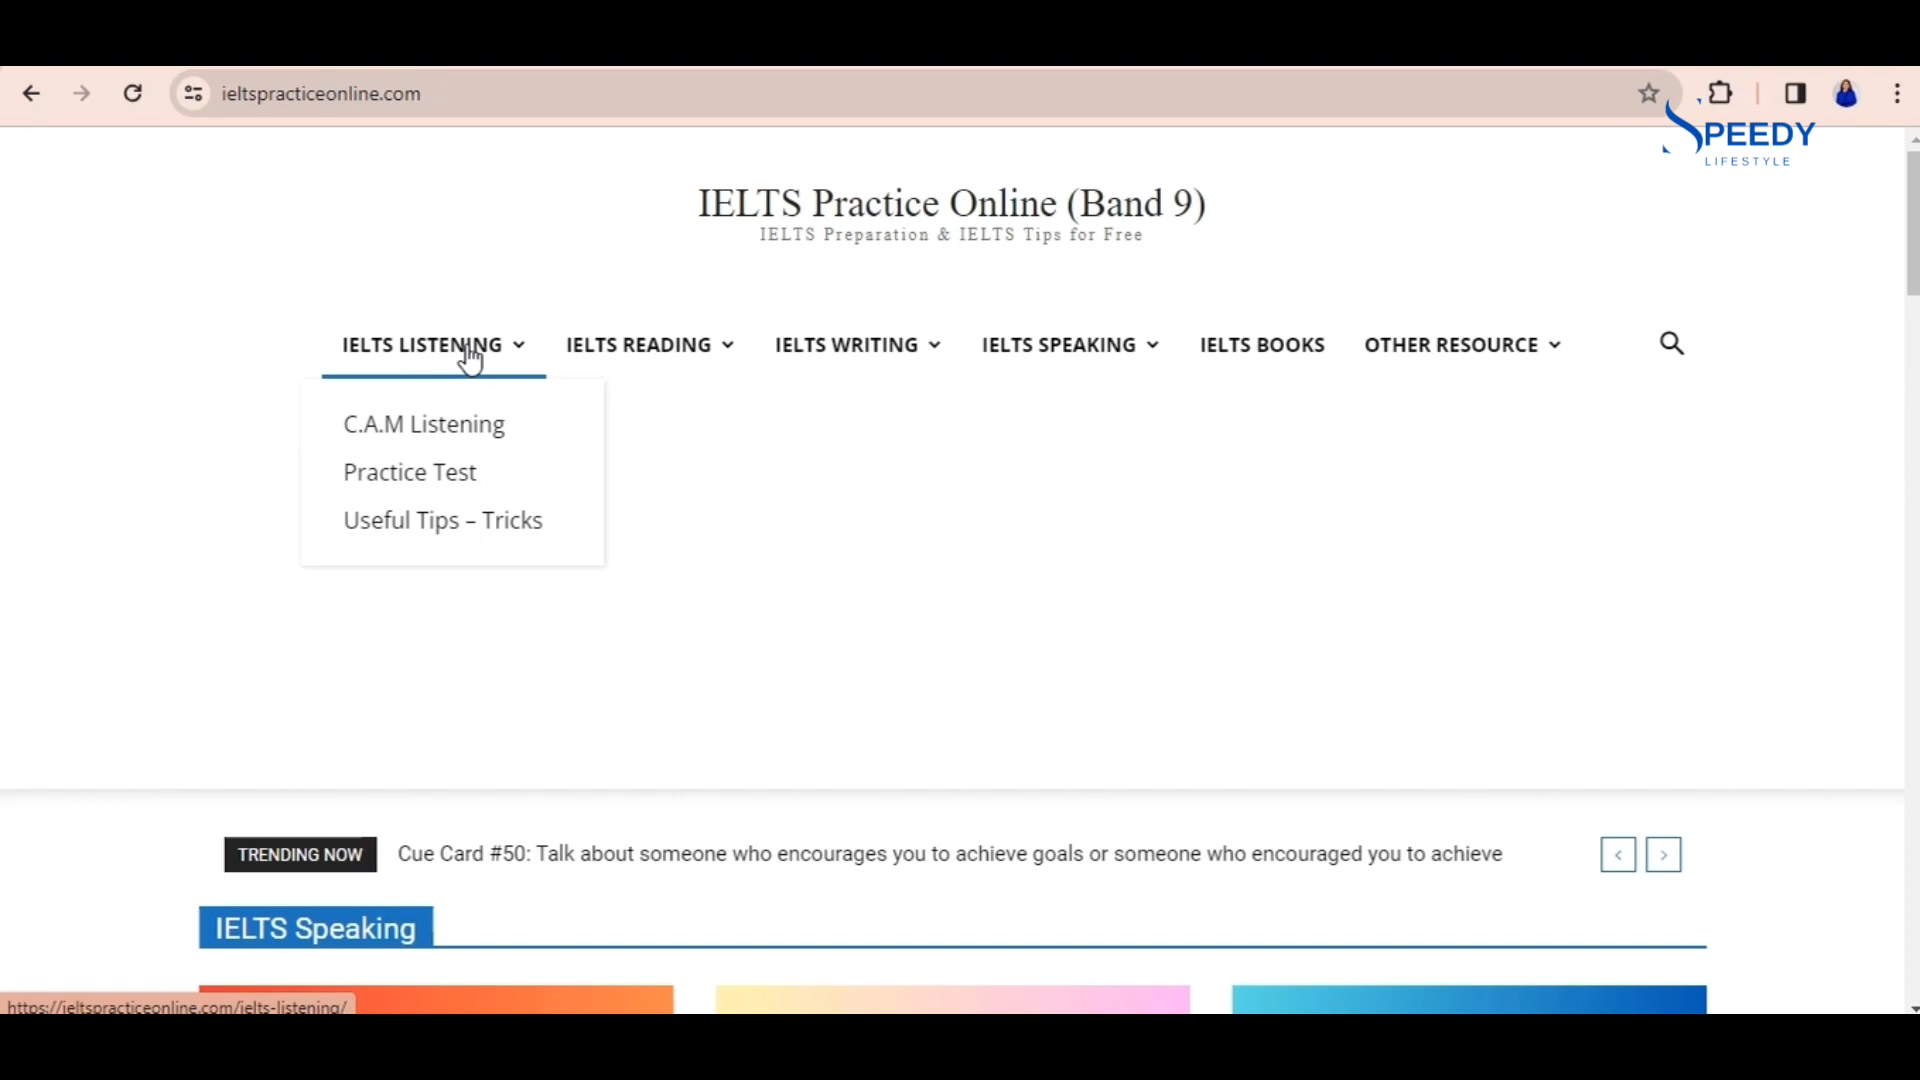 ieltspracticeonline.com
SPEEDY
LIFESTYLE
IELTS Practice Online (Band 9)
IELTS Preparation & IELTS Tips for Free
IELTS LISTENING IELTS READING IELTS WRITING IELTS SPEAKING IELTS BOOKS OTHER RESOURCE
C.A.M Listening
Practice Test
Useful Tips – Tricks
TRENDING NOW Cue Card #50: Talk about someone who encourages you to achieve goals or someone who encouraged you to achieve
IELTS Speaking
https://ieltspracticeonline.com/ielts-listening/